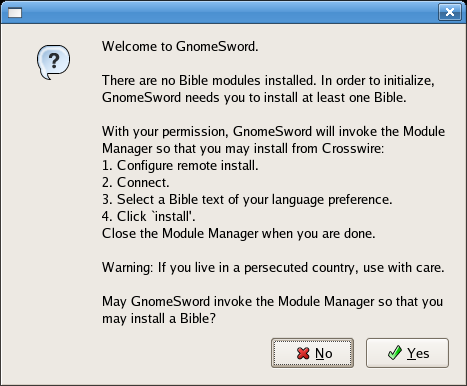 Welcome to GnomeSword.
There are no Bible modules installed. In order to initialize,
GnomeSword needs you to install at least one Bible.
With your permission, GnomeSword will invoke the Module
Manager so that you may install from Crosswire:
1. Configure remote install.
2. Connect.
3. Select a Bible text of your language preference.
4. Click `install'.
Close the Module Manager when you are done.
Warning: If you live in a persecuted country, use with care.
May GnomeSword invoke the Module Manager so that you
may install a Bible?
No
Yes